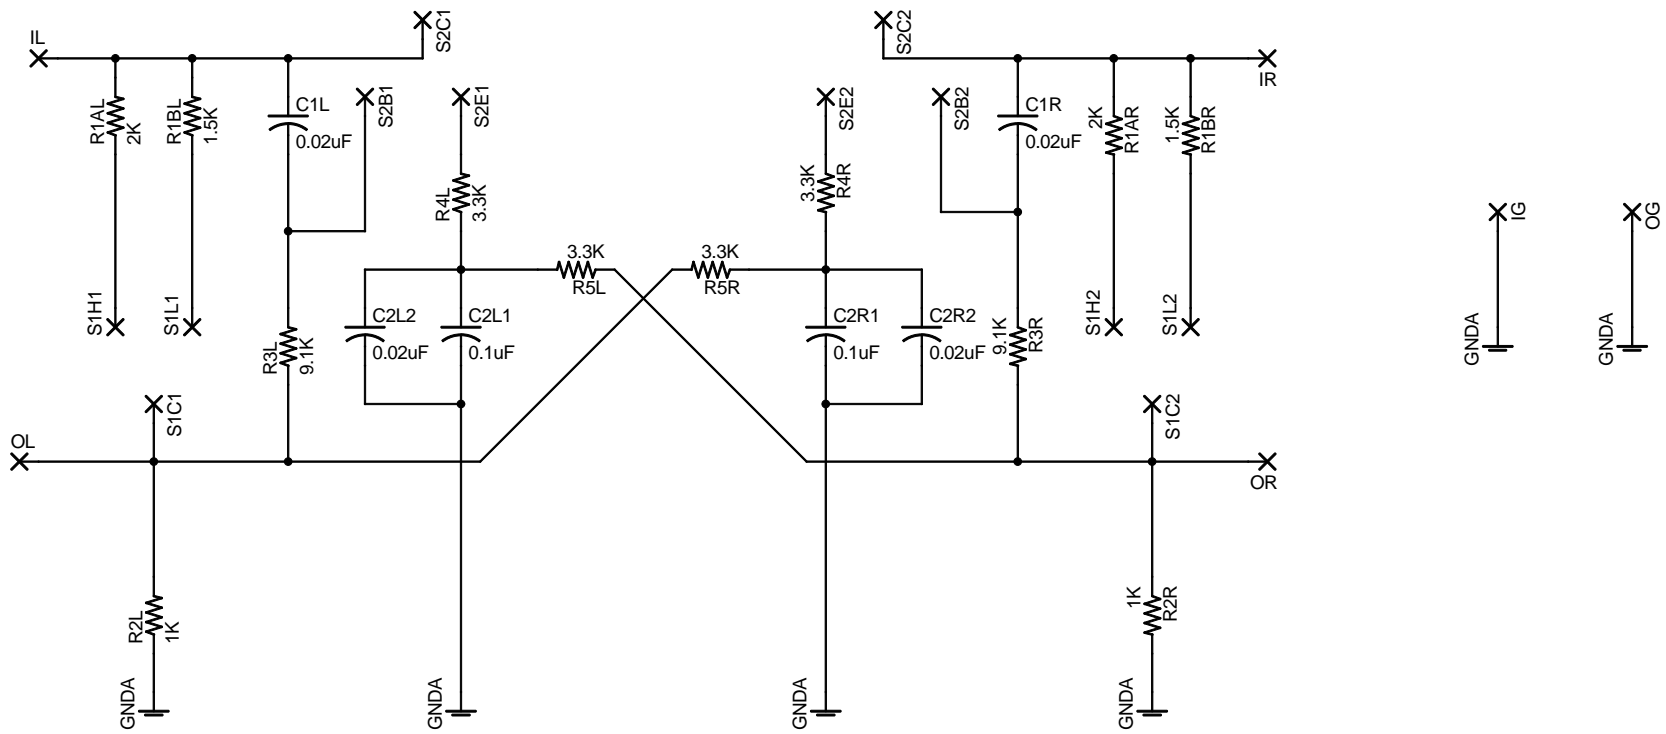 IL
S2C1
S2C2
IR
R1AL
2K
R1BL
1.5K
C1L
0.02uF
S2B1
S2E1
S2E2
S2B2
C1R
0.02uF
2K
R1AR
1.5K
R1BR
R4L
3.3K
3.3K
R4R
IG
OG
3.3K
R5L
3.3K
R5R
S1H1
S1L1
S1H2
S1L2
C2L2
0.02uF
C2L1
0.1uF
C2R1
0.1uF
C2R2
0.02uF
R3L
9.1K
9.1K
R3R
GNDA
GNDA
S1C1
S1C2
OL
OR
R2L
1K
1K
R2R
GNDA
GNDA
GNDA
GNDA